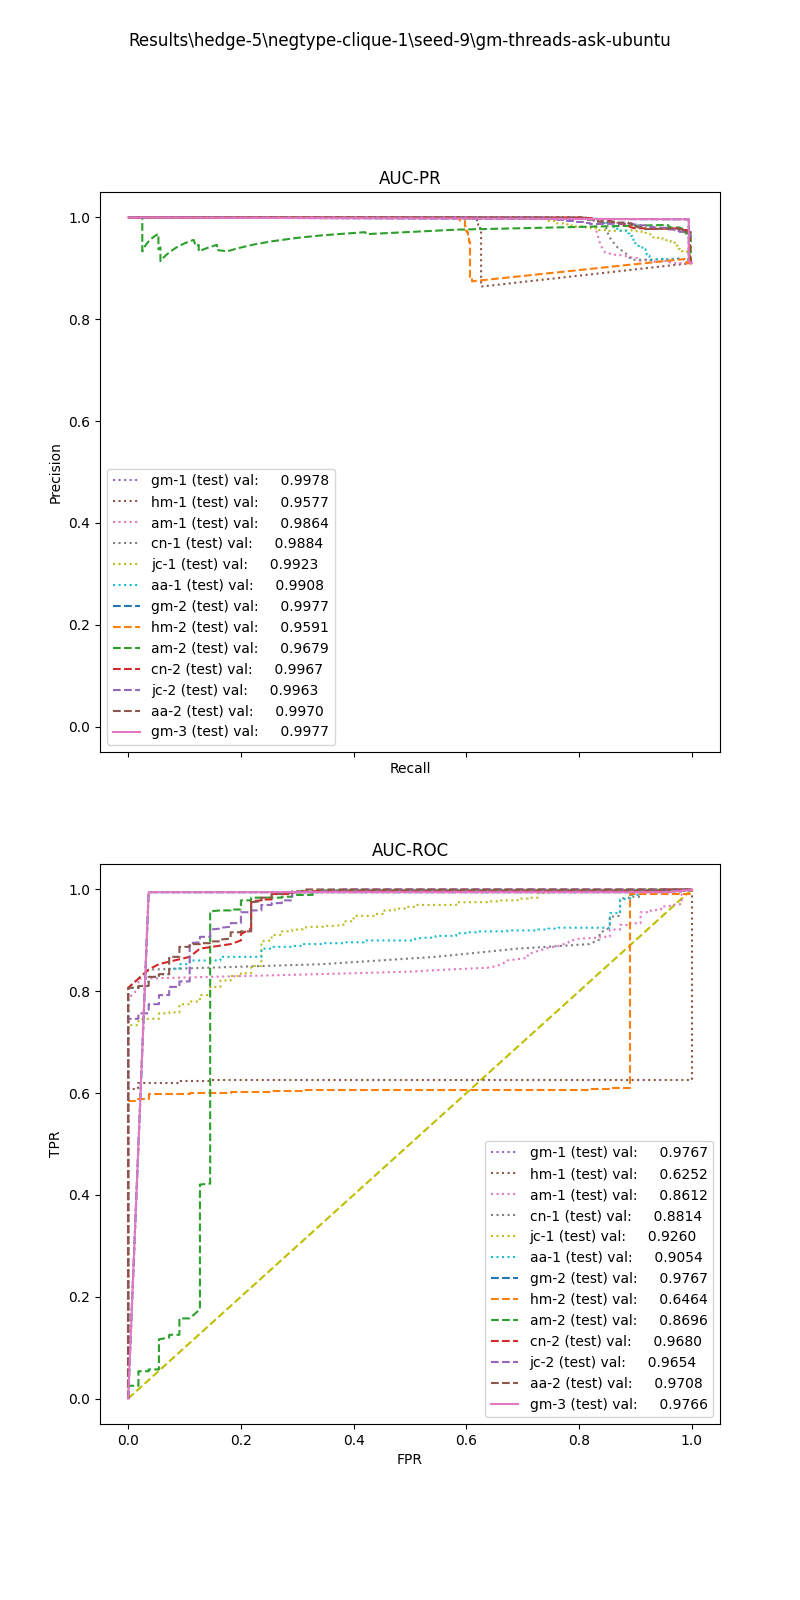 Results\hedge-5\negtype-clique-1\seed-9\gm-threads-ask-ubuntu
AUC-PR
1.0
0.8
0.6
0.4
0.2
0.0
Precision
gm-1 (test) val: 0.9978
hm-1 (test) val: 0.9577
am-1 (test) val: 0.9864
cn-1 (test) val: 0.9884
jc-1 (test) val: 0.9923
aa-1 (test) val: 0.9908
gm-2 (test) val: 0.9977
hm-2 (test) val: 0.9591
am-2 (test) val: 0.9679
cn-2 (test) val: 0.9967
jc-2 (test) val: 0.9963
aa-2 (test) val: 0.9970
gm-3 (test) val: 0.9977
Recall
AUC-ROC
1.0
0.8
0.6
0.4
0.2
0.0
TPR
gm-1 (test) val: 0.9767
hm-1 (test) val: 0.6252
am-1 (test) val: 0.8612
cn-1 (test) val: 0.8814
jc-1 (test) val: 0.9260
aa-1 (test) val: 0.9054
gm-2 (test) val: 0.9767
hm-2 (test) val: 0.6464
am-2 (test) val: 0.8696
cn-2 (test) val: 0.9680
jc-2 (test) val: 0.9654
aa-2 (test) val: 0.9708
gm-3 (test) val: 0.9766
0.0 0.2 0.4 0.6 0.8 1.0
FPR